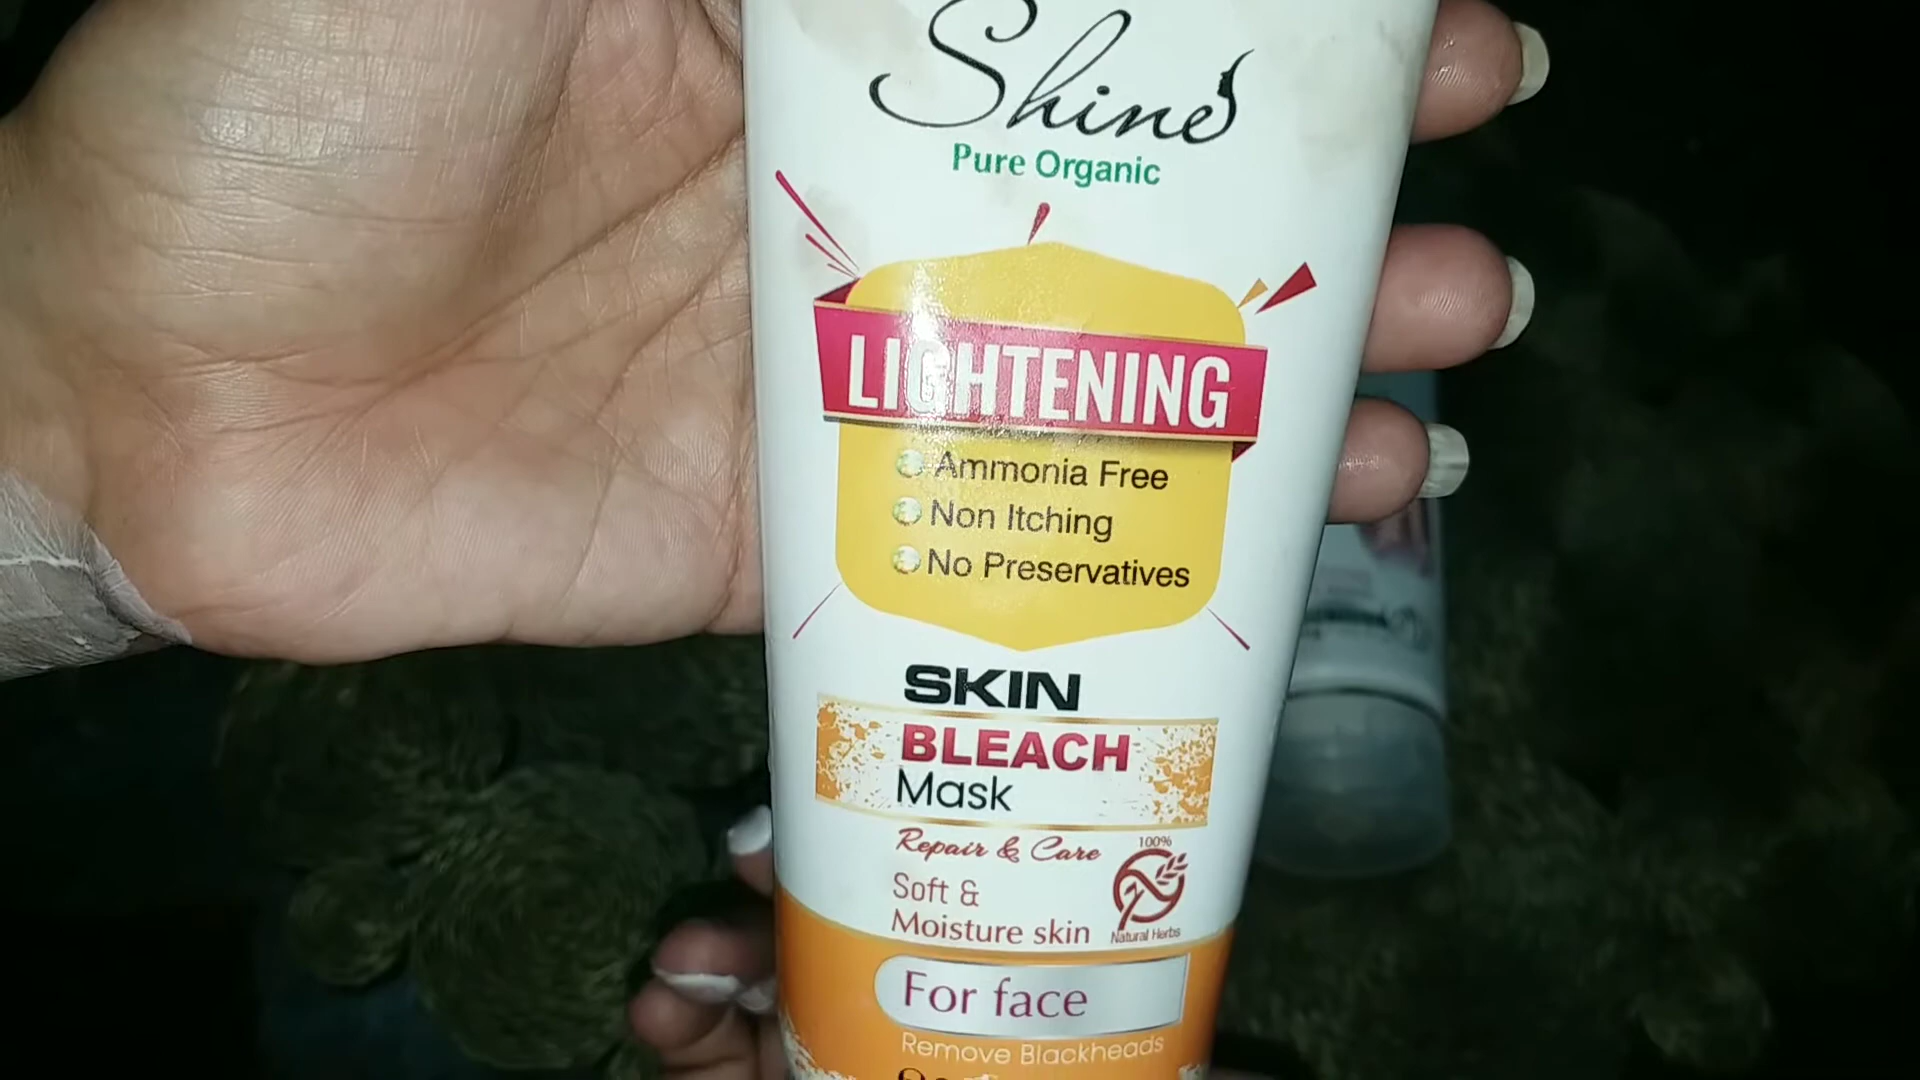 Shine
Pure Organic
LIGHTENING
Ammonia Free
Non Itching
No Preservatives
SKIN
BLEACH
Mask
Repair & Care
100%
Soft &
Moisture skin
Natural Herbs
For face
Remove Blackheads